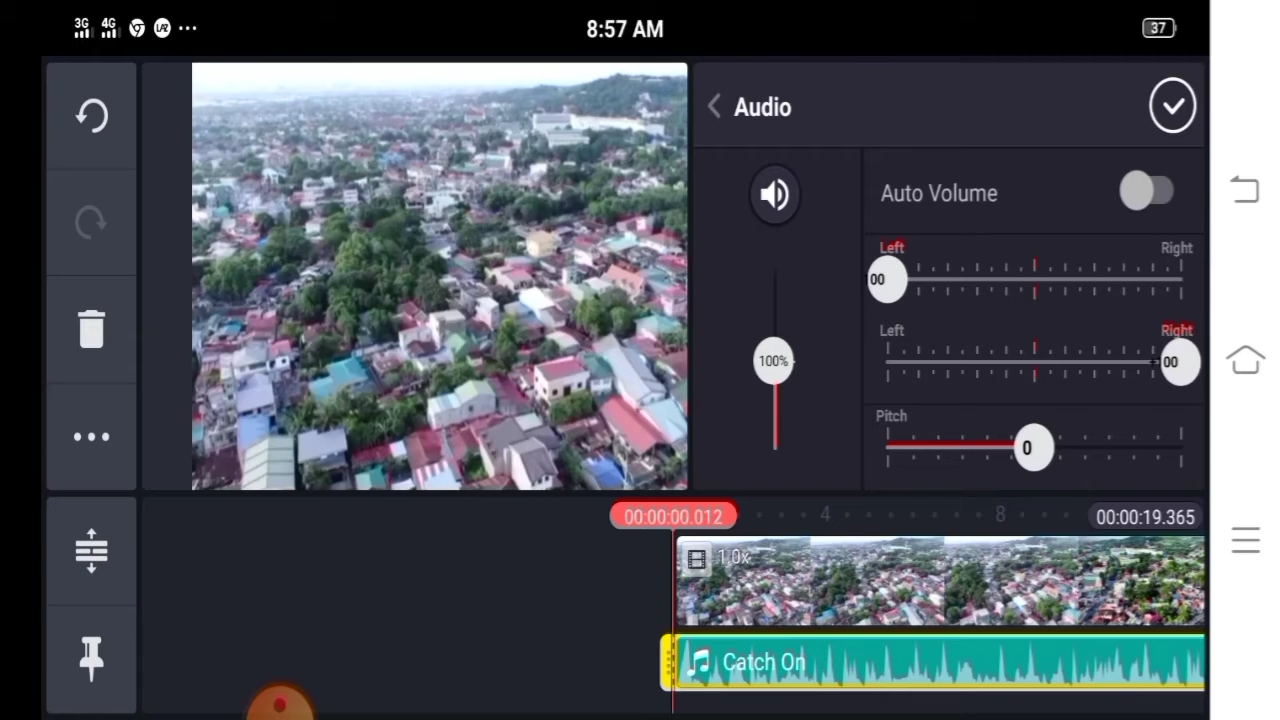 3G 4G LAZ 8:57 AM 37
Audio
Auto Volume
Left Right
00
Left Right
+ 00
100%
Pitch
0
00:00:00.012 4 8 00:00:19.365
1.0x
Catch On